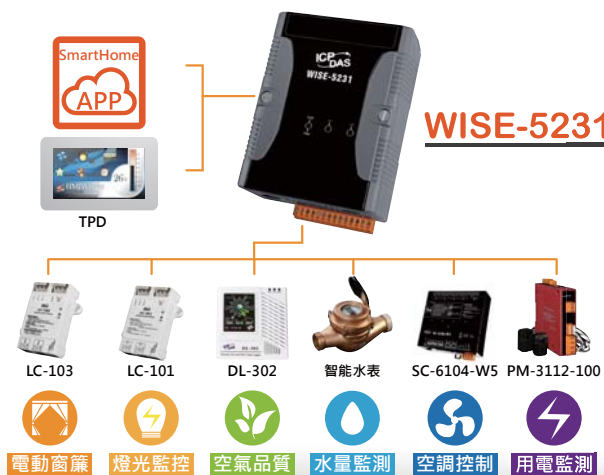 SmartHome
APP
ICP DAS
WISE-5231
WISE-5231
26
TPD
LC-103
LC-101
DL-302
智能水表
SC-6104-W5
PM-3112-100
電動窗簾
燈光監控
空氣品質
水量監測
空調控制
用電監測